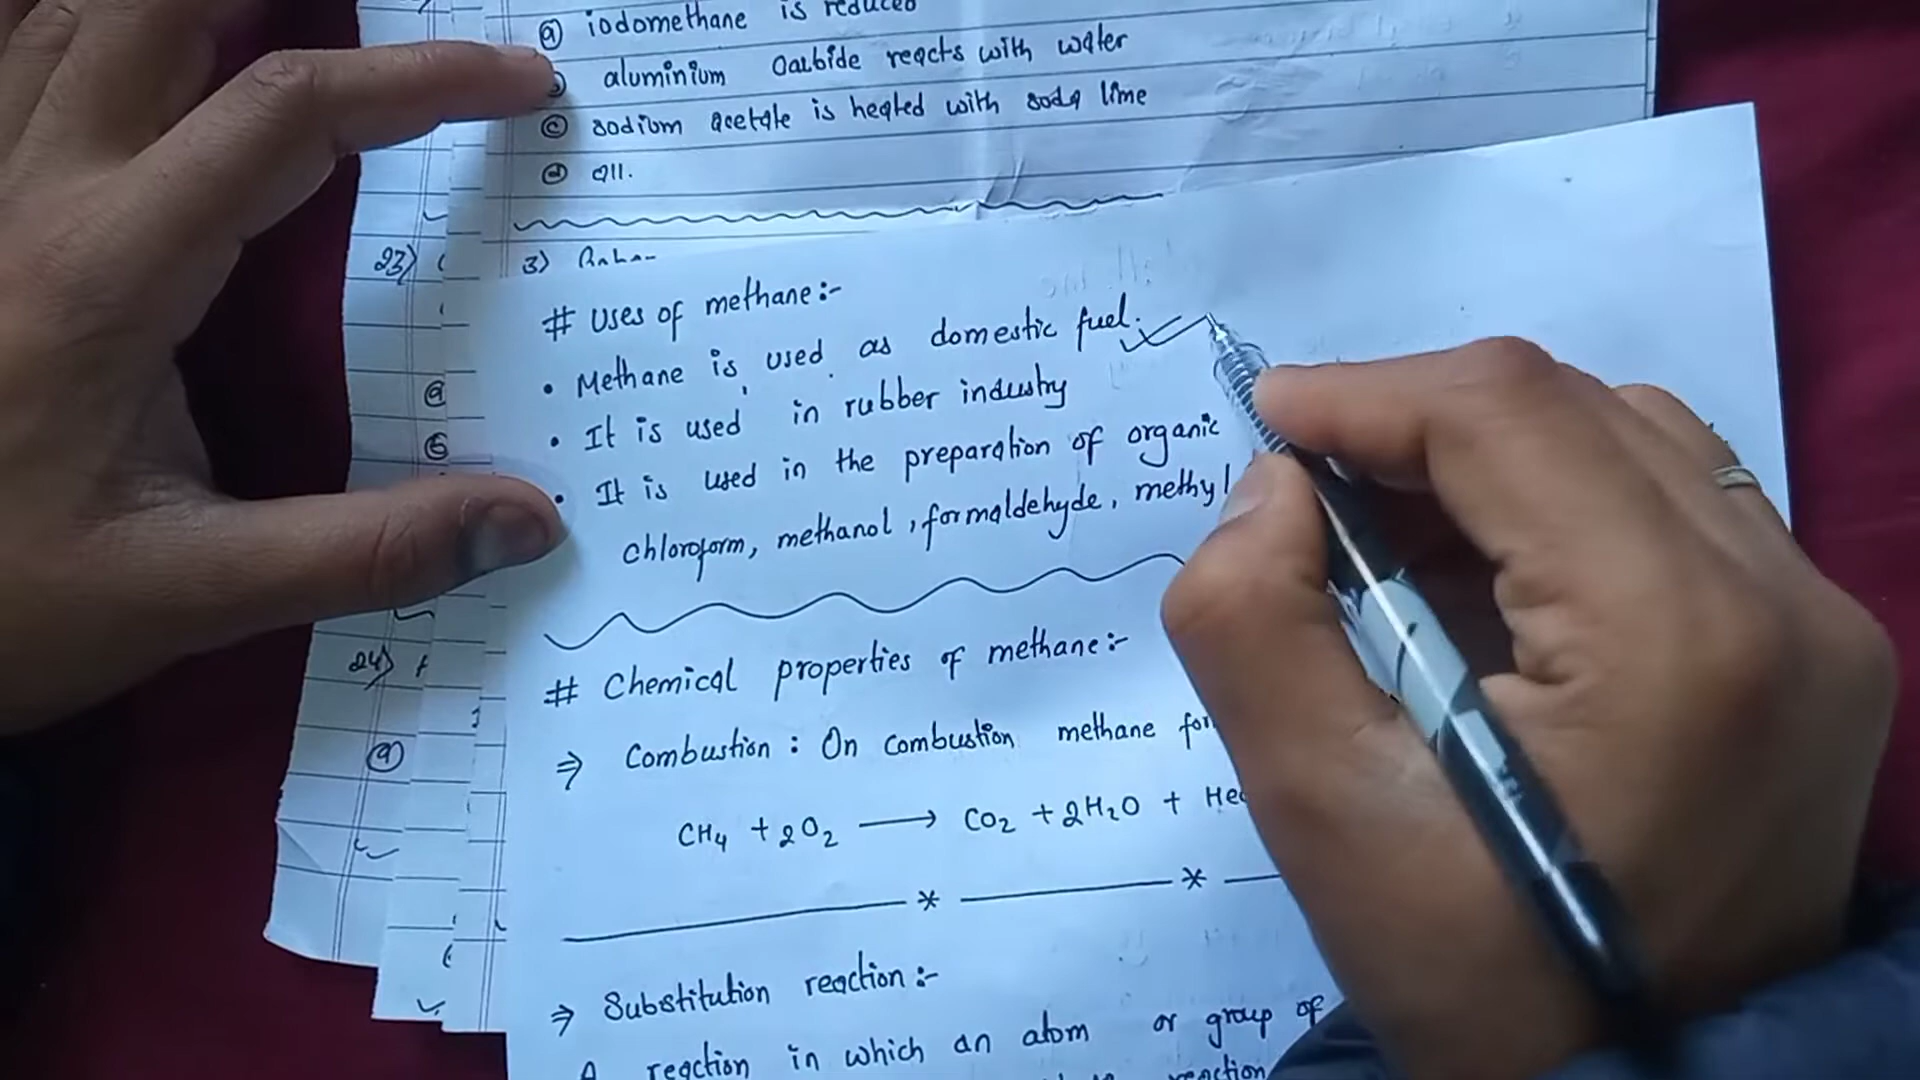 ⓐ iodomethane is reduced
aluminium carbide reacts with water
ⓒ sodium acetate is heated with soda lime
ⓓ all.
23)
3)
# Uses of methane:-
• Methane is used as domestic fuel.
• It is used in rubber industry
• It is used in the preparation of organic
chloroform, methanol, formaldehyde, methyl
# Chemical properties of methane:-
⇒ Combustion : On combustion methane
CH₄ + 2O₂ ⟶ CO₂ + 2H₂O +
⇒ Substitution reaction :-
A reaction in which an atom or group of
reaction
24)
ⓐ
ⓐ